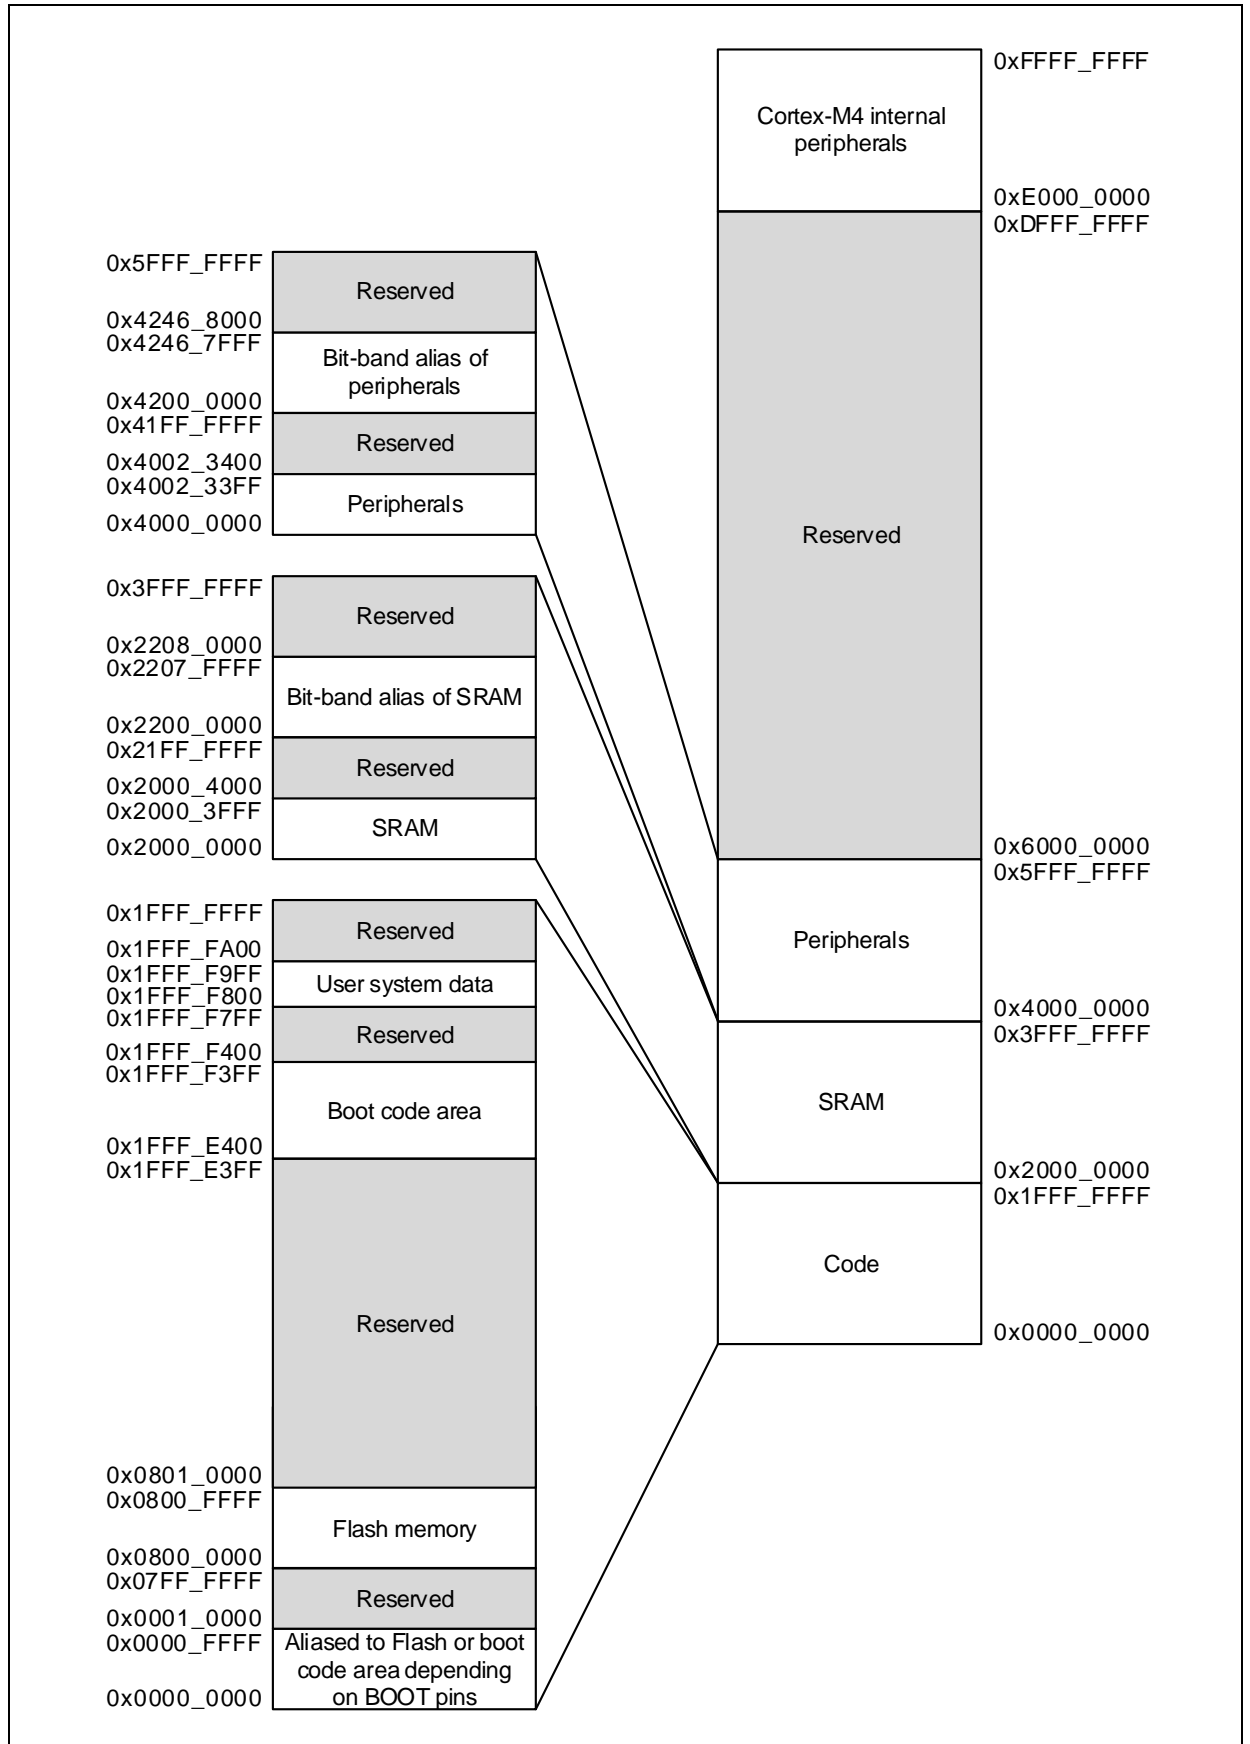 0xFFFF_FFFF
Cortex-M4 internal
peripherals
0xE000_0000
0xDFFF_FFFF
Reserved
0x6000_0000
0x5FFF_FFFF
Peripherals
0x4000_0000
0x3FFF_FFFF
SRAM
0x2000_0000
0x1FFF_FFFF
Code
0x0000_0000
0x5FFF_FFFF
Reserved
0x4246_8000
0x4246_7FFF
Bit-band alias of
peripherals
0x4200_0000
0x41FF_FFFF
Reserved
0x4002_3400
0x4002_33FF
Peripherals
0x4000_0000
0x3FFF_FFFF
Reserved
0x2208_0000
0x2207_FFFF
Bit-band alias of SRAM
0x2200_0000
0x21FF_FFFF
Reserved
0x2000_4000
0x2000_3FFF
SRAM
0x2000_0000
0x1FFF_FFFF
Reserved
0x1FFF_FA00
0x1FFF_F9FF
User system data
0x1FFF_F800
0x1FFF_F7FF
Reserved
0x1FFF_F400
0x1FFF_F3FF
Boot code area
0x1FFF_E400
0x1FFF_E3FF
Reserved
0x0801_0000
0x0800_FFFF
Flash memory
0x0800_0000
0x07FF_FFFF
Reserved
0x0001_0000
0x0000_FFFF
Aliased to Flash or boot
code area depending
on BOOT pins
0x0000_0000